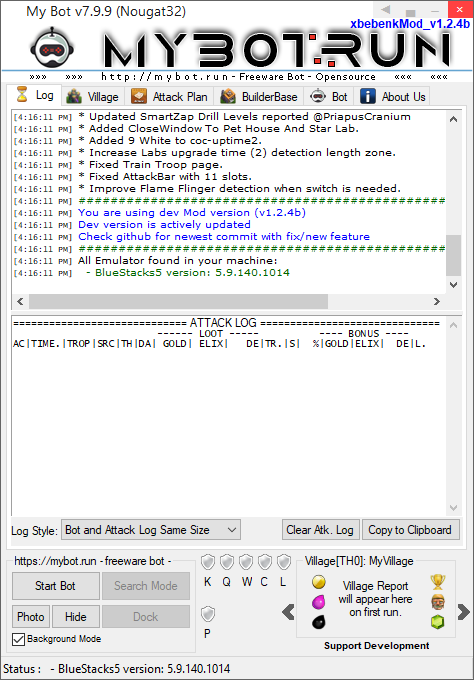 My Bot v7.9.9 (Nougat32)
xbebenkMod_v1.2.4b
MYBOT.RUN
»»» »»» http://mybot.run - Freeware Bot - Opensource ««« «««
Log Village Attack Plan BuilderBase Bot About Us
[4:16:11 PM] * Updated SmartZap Drill Levels reported @PriapusCranium
[4:16:11 PM] * Added CloseWindow To Pet House And Star Lab.
[4:16:11 PM] * Added 9 White to coc-uptime2.
[4:16:11 PM] * Increase Labs upgrade time (2) detection length zone.
[4:16:11 PM] * Fixed Train Troop page.
[4:16:11 PM] * Fixed AttackBar with 11 slots.
[4:16:11 PM] * Improve Flame Flinger detection when switch is needed.
[4:16:11 PM] ##############################################
[4:16:11 PM] You are using dev Mod version (v1.2.4b)
[4:16:11 PM] Dev version is actively updated
[4:16:11 PM] Check github for newest commit with fix/new feature
[4:16:11 PM] ##############################################
[4:16:11 PM] All Emulator found in your machine:
[4:16:11 PM] - BlueStacks5 version: 5.9.140.1014
============================== ATTACK LOG ===============================
------ LOOT ----- ---- BONUS ----
AC|TIME.|TROP|SRC|TH|DA| GOLD| ELIX| DE|TR.|S| %|GOLD|ELIX| DE|L.
Log Style: Bot and Attack Log Same Size Clear Atk. Log Copy to Clipboard
https://mybot.run - freeware bot -
Start Bot Search Mode
Photo Hide Dock
Background Mode
K Q W C L
P
Village[TH0]: MyVillage
Village Report
will appear here
on first run.
Support Development
Status : - BlueStacks5 version: 5.9.140.1014